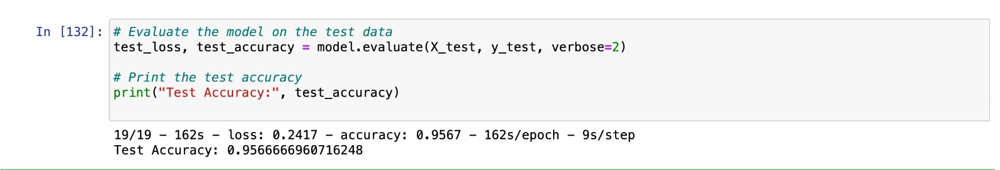 In [132]: # Evaluate the model on the test data
test_loss, test_accuracy = model.evaluate(X_test, y_test, verbose=2)
# Print the test accuracy
print("Test Accuracy:", test_accuracy)
19/19 - 162s - loss: 0.2417 - accuracy: 0.9567 - 162s/epoch - 9s/step
Test Accuracy: 0.9566666960716248